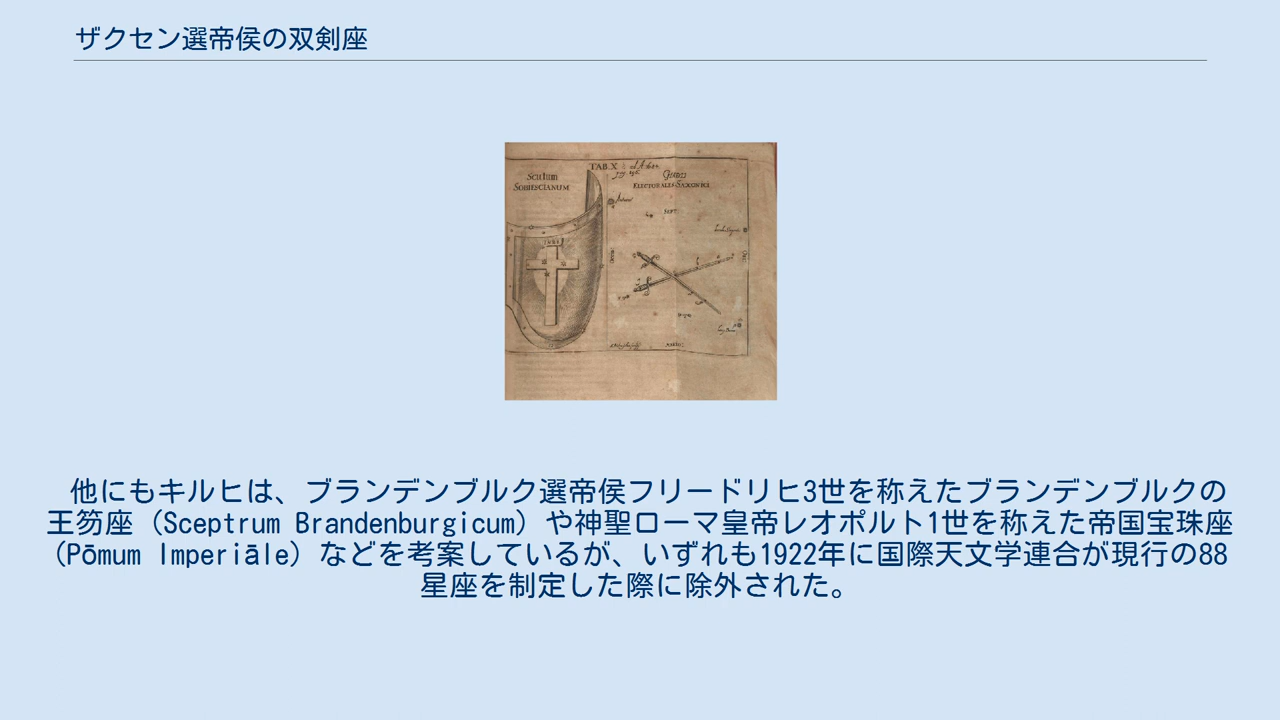 ザクセン選帝侯の双剣座
TAB. X
Scutum
SOBIESCIANUM
ELECTORALES SAXONICI
SEPT.
他にもキルヒは、ブランデンブルク選帝侯フリードリヒ3世を称えたブランデンブルクの
王笏座（Sceptrum Brandenburgicum）や神聖ローマ皇帝レオポルト1世を称えた帝国宝珠座
（Pōmum Imperiāle）などを考案しているが、いずれも1922年に国際天文学連合が現行の88
星座を制定した際に除外された。